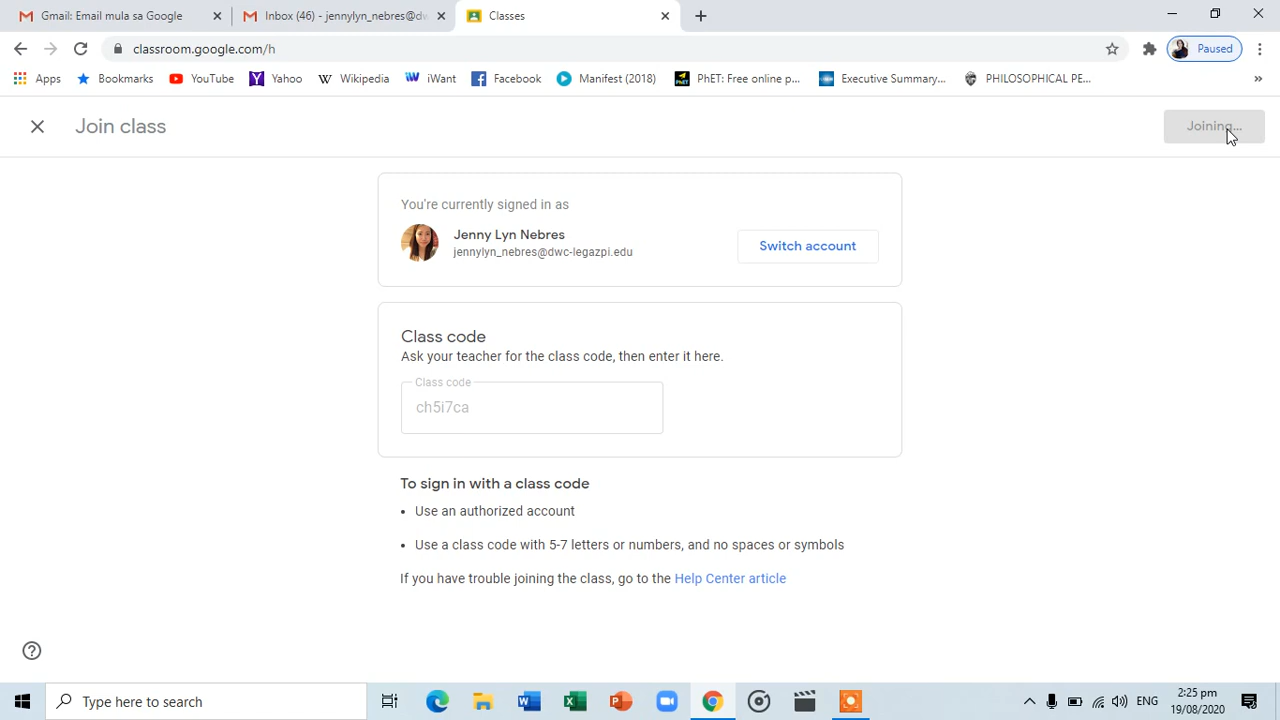 Gmail: Email mula sa Google
Inbox (46) - jennylyn_nebres@dw
Classes
classroom.google.com/h
Paused
Apps
Bookmarks
YouTube
Yahoo
Wikipedia
iWant
Facebook
Manifest (2018)
PhET: Free online p...
Executive Summary...
PHILOSOPHICAL PE...
Join class
Joining...
You're currently signed in as
Jenny Lyn Nebres
jennylyn_nebres@dwc-legazpi.edu
Switch account
Class code
Ask your teacher for the class code, then enter it here.
Class code
ch5i7ca
To sign in with a class code
• Use an authorized account
• Use a class code with 5-7 letters or numbers, and no spaces or symbols
If you have trouble joining the class, go to the Help Center article
Type here to search
ENG
2:25 pm
19/08/2020